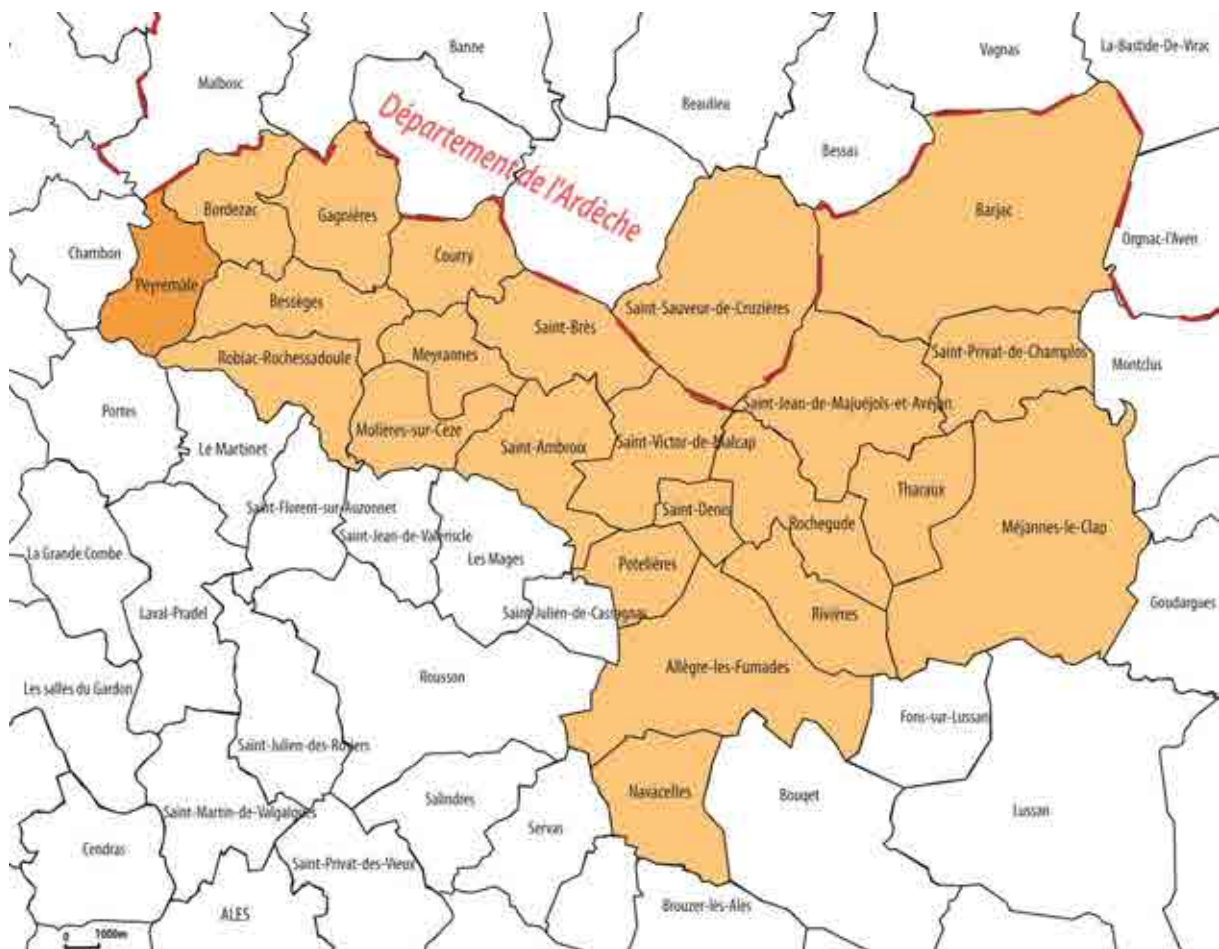 Banne
Vagnas
La-Bastide-De-Virac
Malbosc
Beaulieu
Département de l'Ardèche
Bessas
Bordezac
Gagnières
Barjac
Chambon
Courry
Orgnac-l'Aven
Peyremale
Bessèges
Saint-Sauveur-de-Cruzières
Saint-Brès
Robiac-Rochessadoule
Meyrannes
Saint-Privat-de-Champlos
Montclus
Portes
Molières-sur-Cèze
Saint-Jean-de-Maruéjols-et-Avéjan
Le Martinet
Saint-Ambroix
Saint-Victor-de-Malcap
Tharaux
Saint-Florent-sur-Auzonnet
Saint-Denis
Rochegude
Méjannes-le-Clap
Saint-Jean-de-Valériscle
La Grande Combe
Les Mages
Potelières
Laval-Pradel
Saint Julien-de-Cassagnas
Rivières
Goudargues
Allègre-les-Fumades
Rousson
Les salles du Gardon
Fons-sur-Lussan
Saint-Julien-des-Rosiers
Navacelles
Bouqet
Salindres
Saint-Martin-de-Valgalgues
Lussan
Servas
Cendras
Saint-Privat-des-Vieux
Brouzer-lès-Alès
ALES
0 1000m